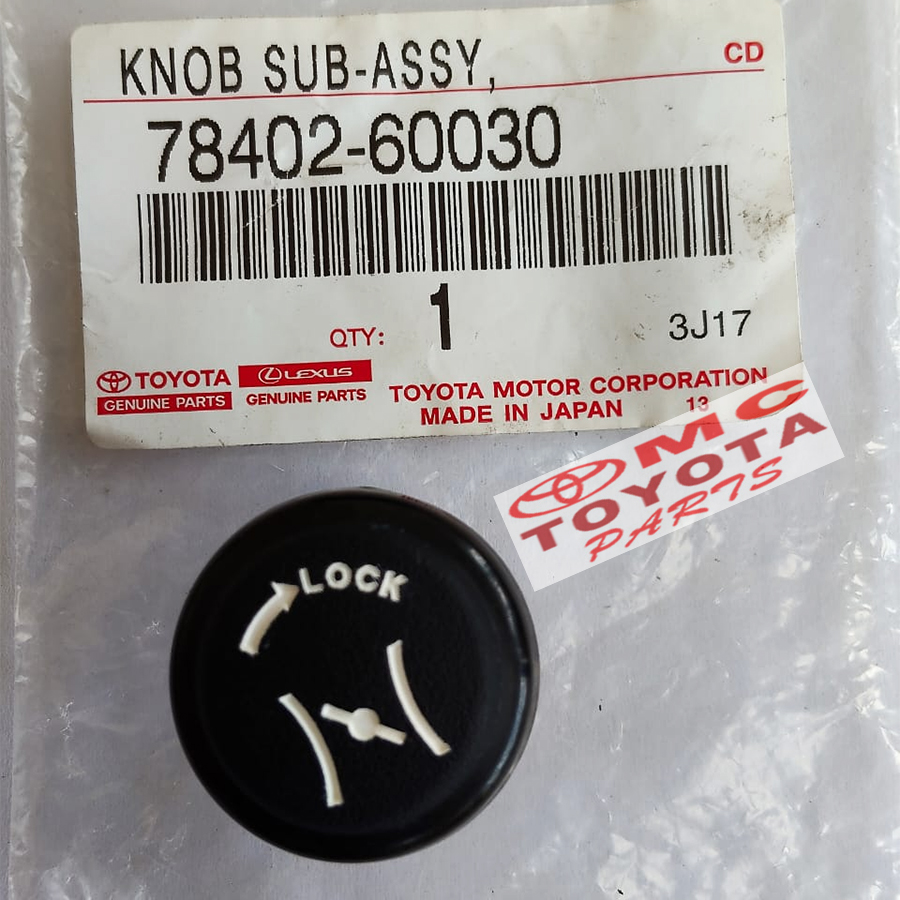 KNOB SUB-ASSY,
CD
78402-60030
QTY: 1
3J17
TOYOTA
GENUINE PARTS
LEXUS
GENUINE PARTS
TOYOTA MOTOR CORPORATION
MADE IN JAPAN 13
MC
TOYOTA
PARTS
LOCK